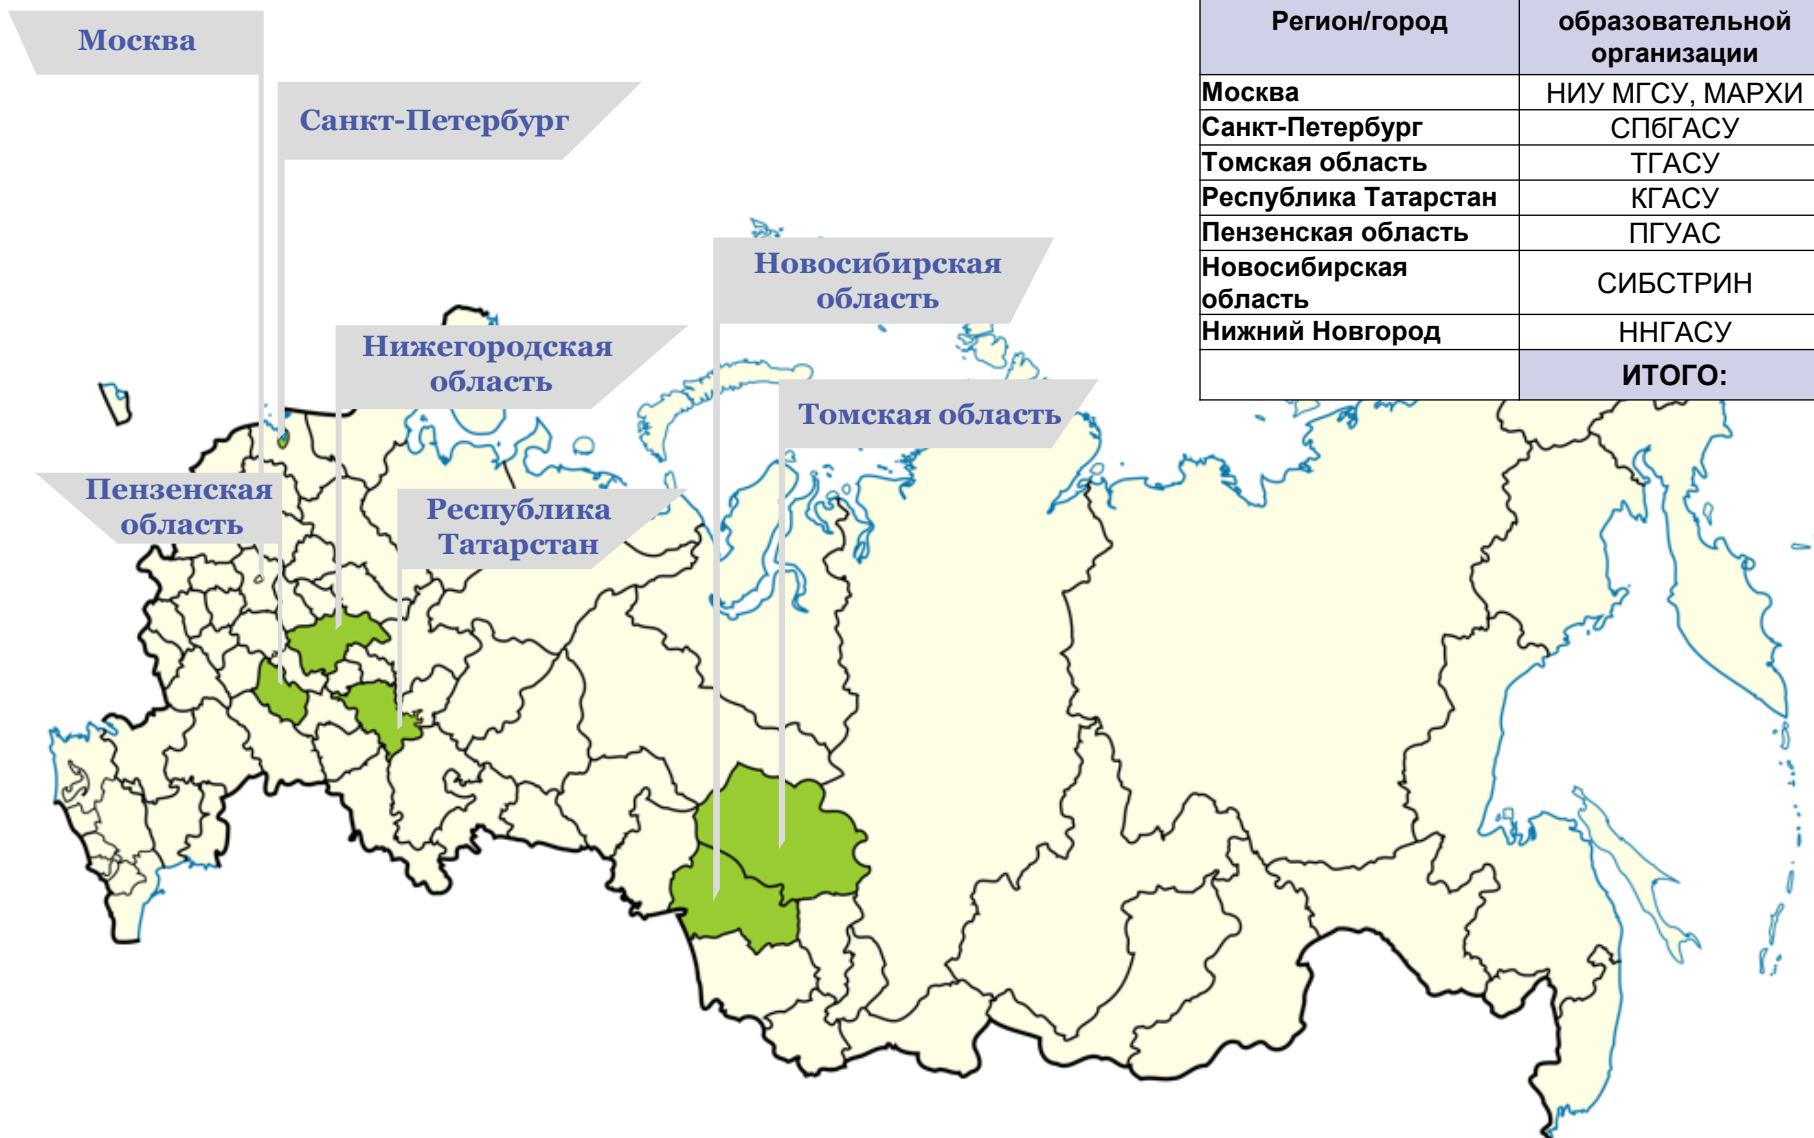 Москва
Санкт-Петербург
Новосибирская
область
Нижегородская
область
Томская область
Пензенская
область
Республика
Татарстан
Регион/город
образовательной
организации
Москва
НИУ МГСУ, МАРХИ
Санкт-Петербург
СПбГАСУ
Томская область
ТГАСУ
Республика Татарстан
КГАСУ
Пензенская область
ПГУАС
Новосибирская
область
СИБСТРИН
Нижний Новгород
ННГАСУ
ИТОГО: